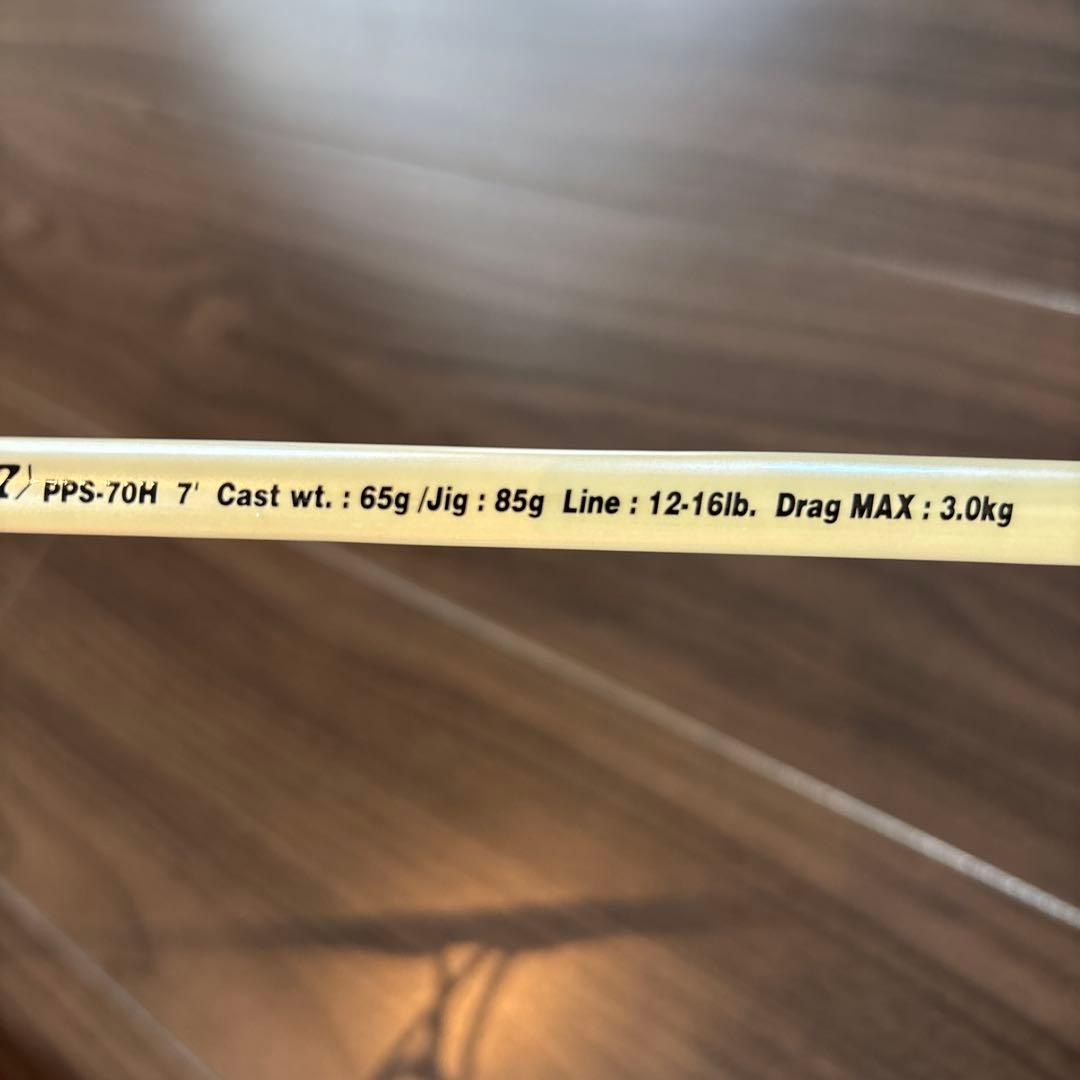 PPS-70H 7' Cast wt. : 65g /Jig : 85g Line : 12-16lb. Drag MAX : 3.0kg